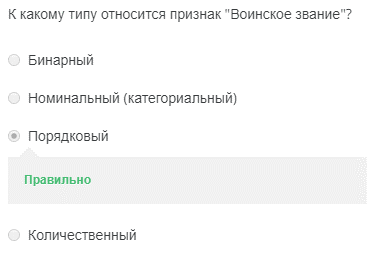 К какому типу относится признак "Воинское звание"?
Бинарный
Номинальный (категориальный)
Порядковый
Правильно
Количественный